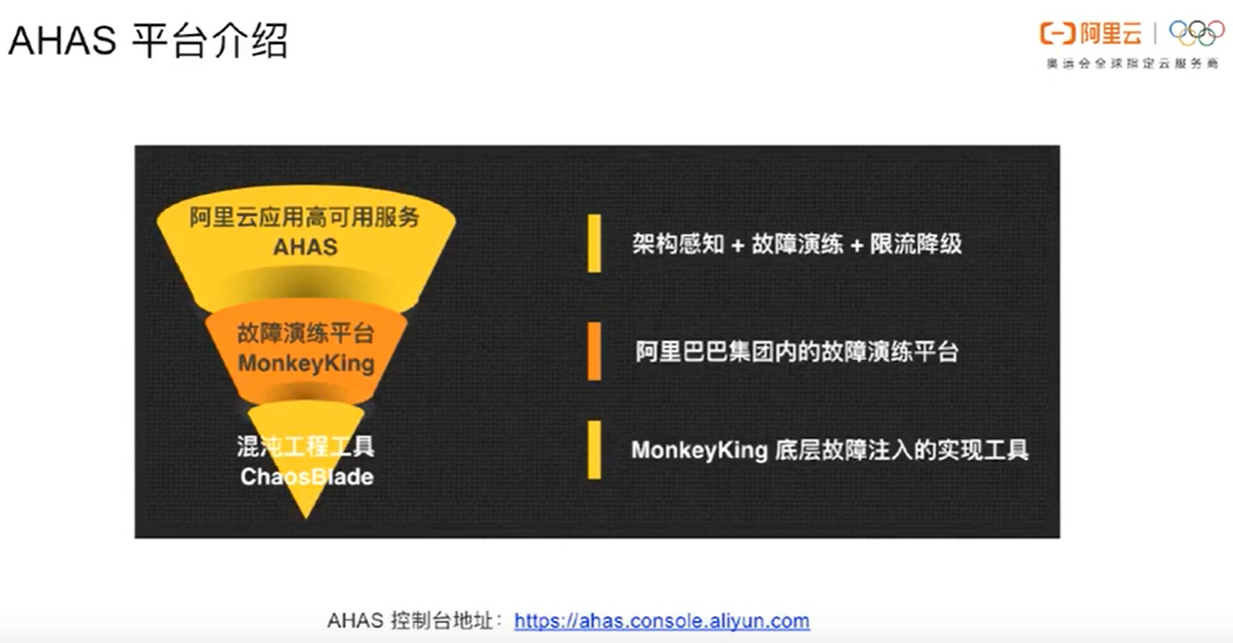 AHAS 平台介绍
阿里云
奥运会全球指定云服务商
阿里云应用高可用服务
AHAS
架构感知 + 故障演练 + 限流降级
故障演练平台
MonkeyKing
阿里巴巴集团内的故障演练平台
混沌工程工具
ChaosBlade
MonkeyKing 底层故障注入的实现工具
AHAS 控制台地址：https://ahas.console.aliyun.com